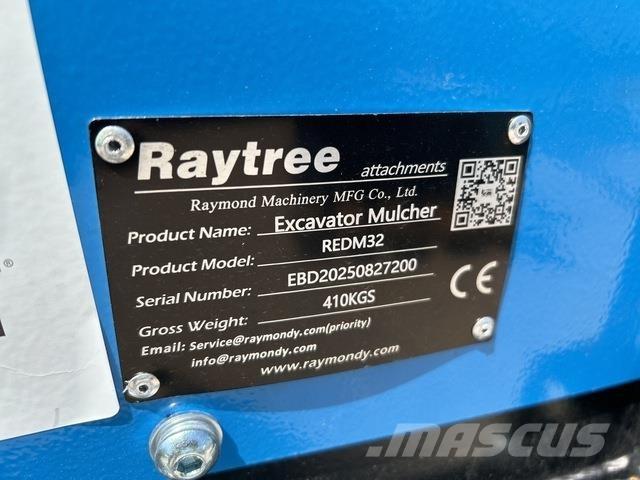 Raytree attachments
Raymond Machinery MFG Co., Ltd.
Product Name: Excavator Mulcher
Product Model: REDM32
Serial Number: EBD20250827200
Gross Weight: 410KGS
Email: Service@raymondy.com(priority)
info@raymondy.com
www.raymondy.com
CE
®
MASCUS